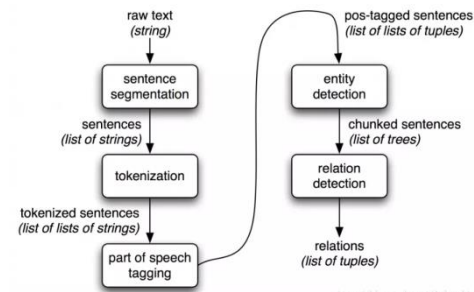 raw text
(string)
sentence
segmentation
sentences
(list of strings)
tokenization
tokenized sentences
(list of lists of strings)
part of speech
tagging
pos-tagged sentences
(list of lists of tuples)
entity
detection
chunked sentences
(list of trees)
relation
detection
relations
(list of tuples)